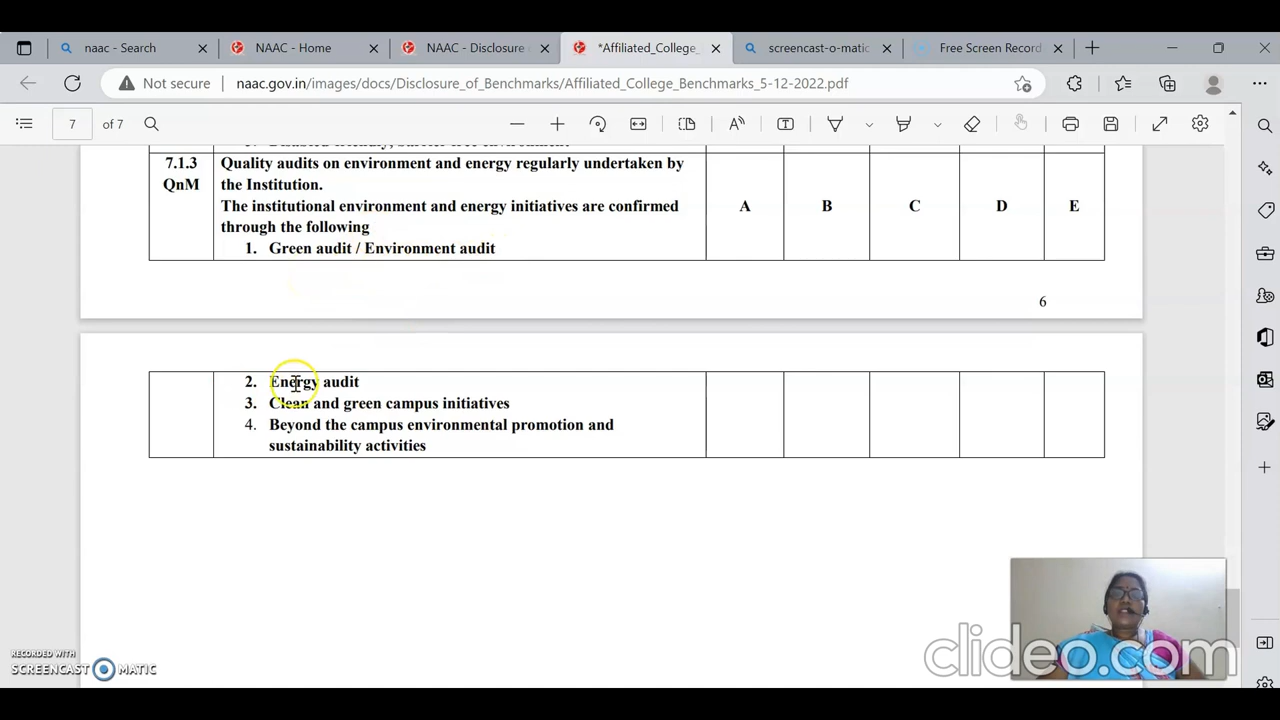 naac - Search
NAAC - Home
NAAC - Disclosure
*Affiliated_College_
screencast-o-matic
Free Screen Record
Not secure
naac.gov.in/images/docs/Disclosure_of_Benchmarks/Affiliated_College_Benchmarks_5-12-2022.pdf
7 of 7
7.1.3
QnM
Quality audits on environment and energy regularly undertaken by
the Institution.
The institutional environment and energy initiatives are confirmed
through the following
1. Green audit / Environment audit
A B C D E
6
2. Energy audit
3. Clean and green campus initiatives
4. Beyond the campus environmental promotion and
sustainability activities
RECORDED WITH
SCREENCAST MATIC
clideo.com